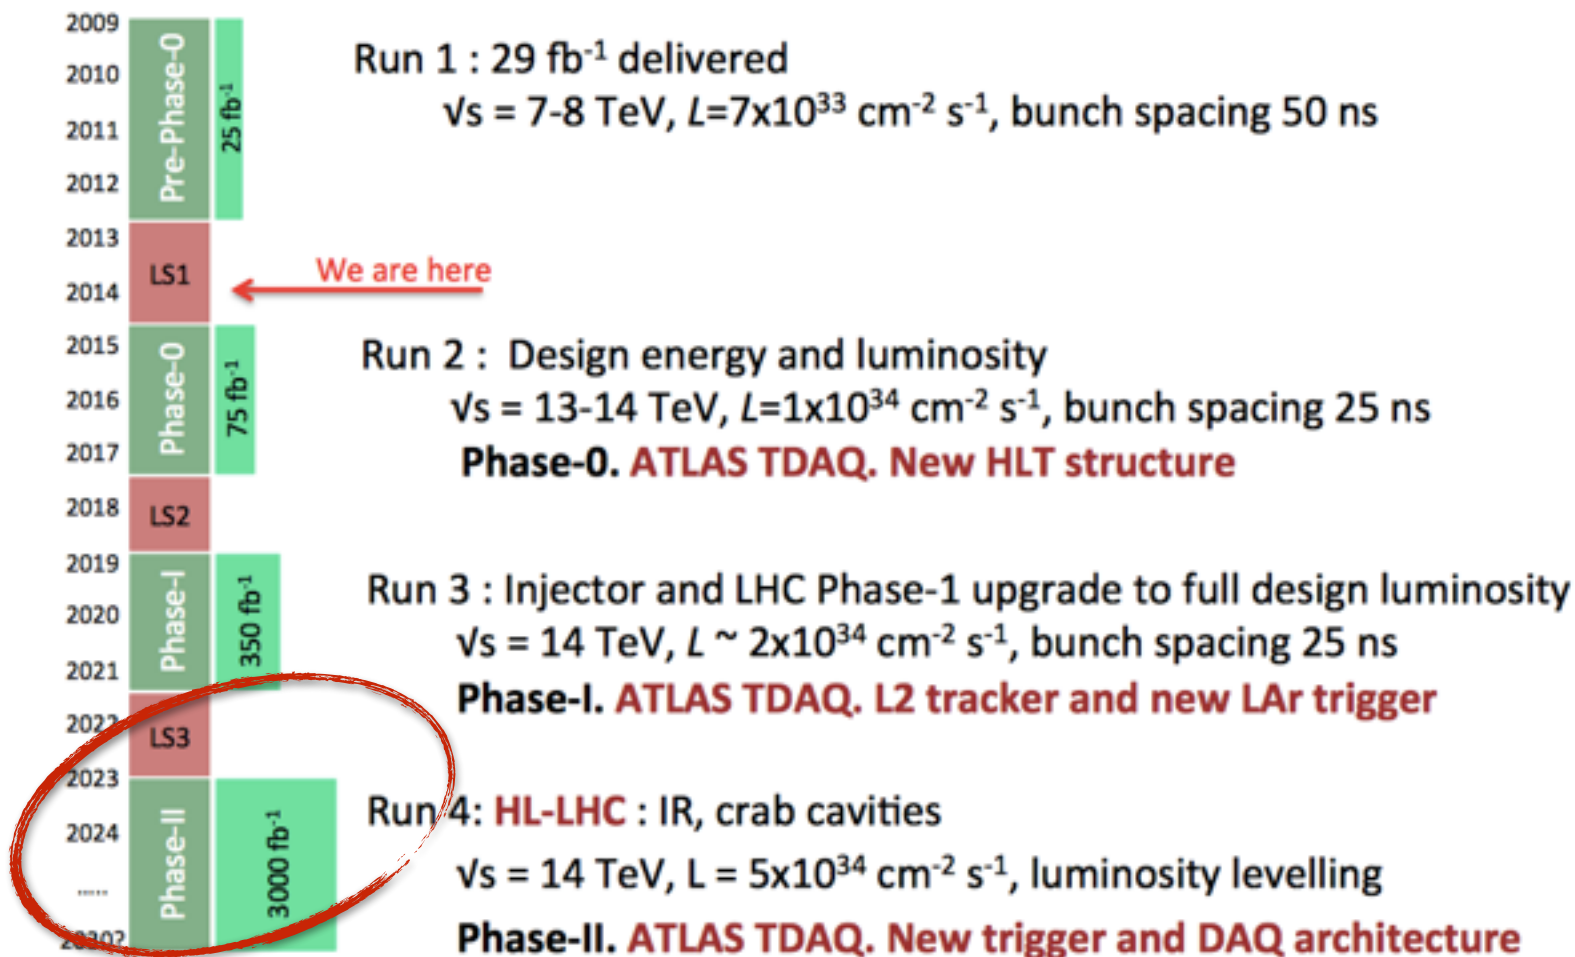 2009
2010
2011
2012
Pre-Phase-0
25 fb⁻¹
Run 1 : 29 fb⁻¹ delivered
√s = 7-8 TeV, L=7x10³³ cm⁻² s⁻¹, bunch spacing 50 ns
2013
2014
LS1
We are here
2015
2016
2017
Phase-0
75 fb⁻¹
Run 2 : Design energy and luminosity
√s = 13-14 TeV, L=1x10³⁴ cm⁻² s⁻¹, bunch spacing 25 ns
Phase-0. ATLAS TDAQ. New HLT structure
2018
LS2
2019
2020
2021
Phase-I
350 fb⁻¹
Run 3 : Injector and LHC Phase-1 upgrade to full design luminosity
√s = 14 TeV, L ~ 2x10³⁴ cm⁻² s⁻¹, bunch spacing 25 ns
Phase-I. ATLAS TDAQ. L2 tracker and new LAr trigger
2022
LS3
2023
2024
.....
Phase-II
3000 fb⁻¹
Run 4: HL-LHC : IR, crab cavities
√s = 14 TeV, L = 5x10³⁴ cm⁻² s⁻¹, luminosity levelling
Phase-II. ATLAS TDAQ. New trigger and DAQ architecture